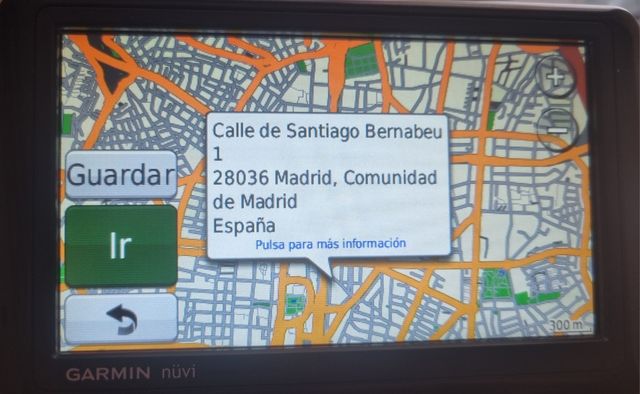 Calle de Santiago Bernabeu
1
28036 Madrid, Comunidad
de Madrid
España
Pulsa para más información
Guardar
Ir
300 m
GARMIN nüvi